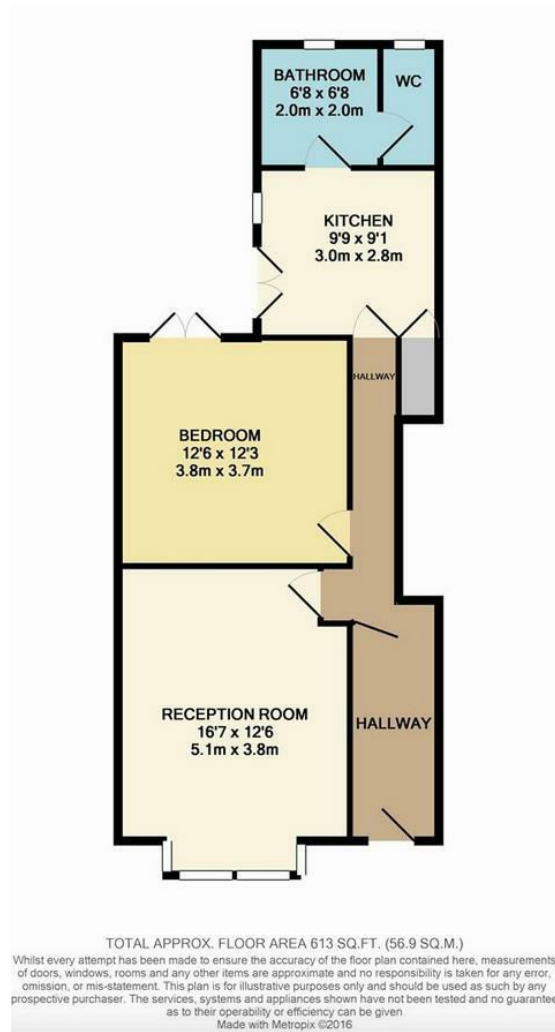 BATHROOM
6'8 x 6'8
2.0m x 2.0m
WC
KITCHEN
9'9 x 9'1
3.0m x 2.8m
HALLWAY
BEDROOM
12'6 x 12'3
3.8m x 3.7m
RECEPTION ROOM
16'7 x 12'6
5.1m x 3.8m
HALLWAY
TOTAL APPROX. FLOOR AREA 613 SQ.FT. (56.9 SQ.M.)
Whilst every attempt has been made to ensure the accuracy of the floor plan contained here, measurements
of doors, windows, rooms and any other items are approximate and no responsibility is taken for any error,
omission, or mis-statement. This plan is for illustrative purposes only and should be used as such by any
prospective purchaser. The services, systems and appliances shown have not been tested and no guarantee
as to their operability or efficiency can be given
Made with Metropix ©2016